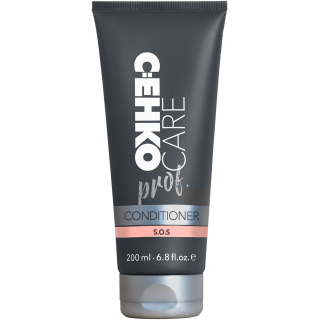 C:EHKO
prof.CARE
CONDITIONER
S.O.S
200 ml · 6.8 fl. oz. ℮